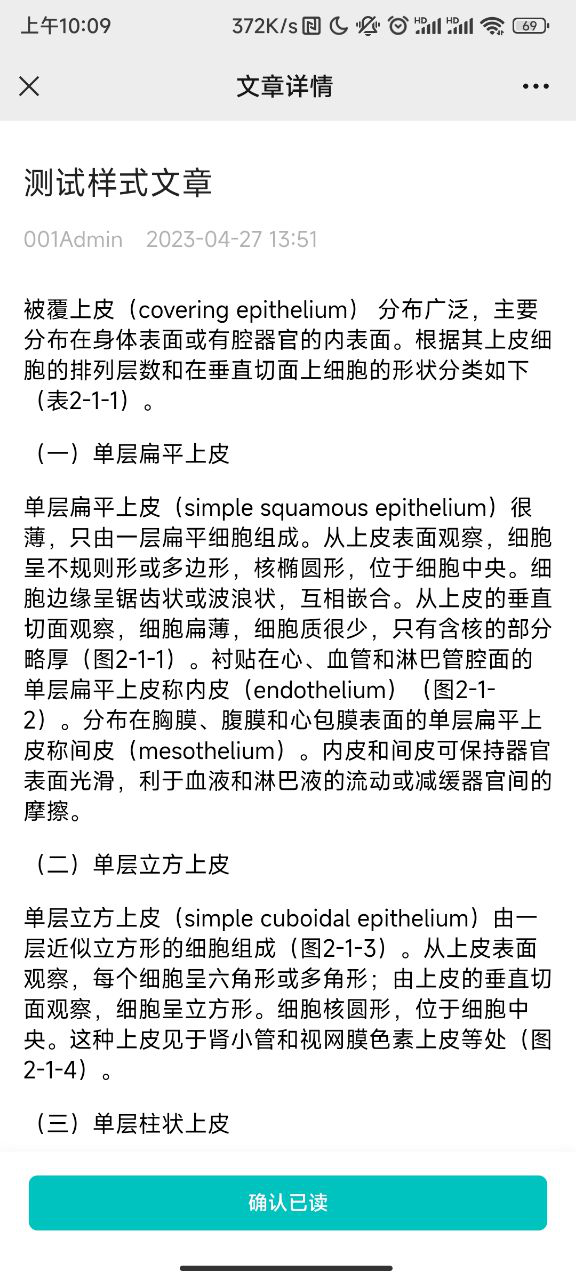 上午10:09
372K/s
HD
HD
69
文章详情
测试样式文章
001Admin 2023-04-27 13:51
被覆上皮（covering epithelium） 分布广泛，主要
分布在身体表面或有腔器官的内表面。根据其上皮细
胞的排列层数和在垂直切面上细胞的形状分类如下
（表2-1-1）。
（一）单层扁平上皮
单层扁平上皮（simple squamous epithelium）很
薄，只由一层扁平细胞组成。从上皮表面观察，细胞
呈不规则形或多边形，核椭圆形，位于细胞中央。细
胞边缘呈锯齿状或波浪状，互相嵌合。从上皮的垂直
切面观察，细胞扁薄，细胞质很少，只有含核的部分
略厚（图2-1-1）。衬贴在心、血管和淋巴管腔面的
单层扁平上皮称内皮（endothelium）（图2-1-
2）。分布在胸膜、腹膜和心包膜表面的单层扁平上
皮称间皮（mesothelium）。内皮和间皮可保持器官
表面光滑，利于血液和淋巴液的流动或减缓器官间的
摩擦。
（二）单层立方上皮
单层立方上皮（simple cuboidal epithelium）由一
层近似立方形的细胞组成（图2-1-3）。从上皮表面
观察，每个细胞呈六角形或多角形；由上皮的垂直切
面观察，细胞呈立方形。细胞核圆形，位于细胞中
央。这种上皮见于肾小管和视网膜色素上皮等处（图
2-1-4）。
（三）单层柱状上皮
确认已读